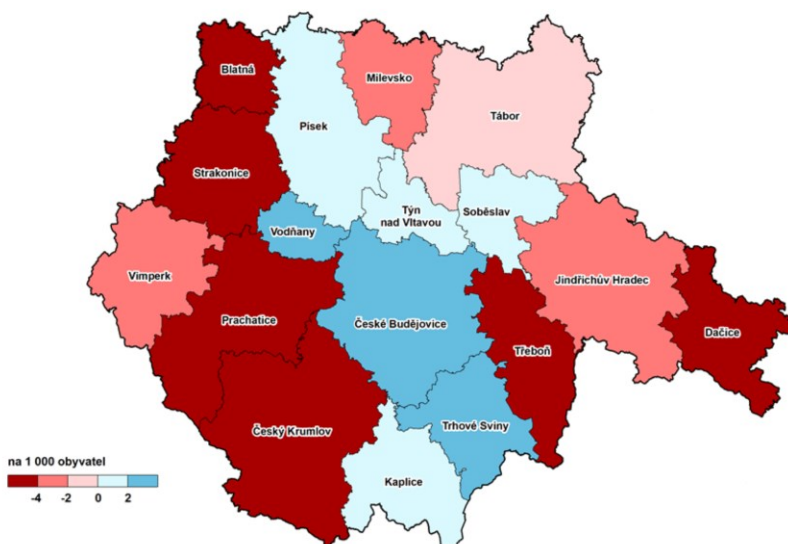 Blatná
Milevsko
Tábor
Písek
Strakonice
Týn
nad Vltavou
Soběslav
Vodňany
Vimperk
Jindřichův Hradec
Prachatice
České Budějovice
Dačice
Třeboň
Český Krumlov
Trhové Sviny
Kaplice
na 1 000 obyvatel
-4 -2 0 2